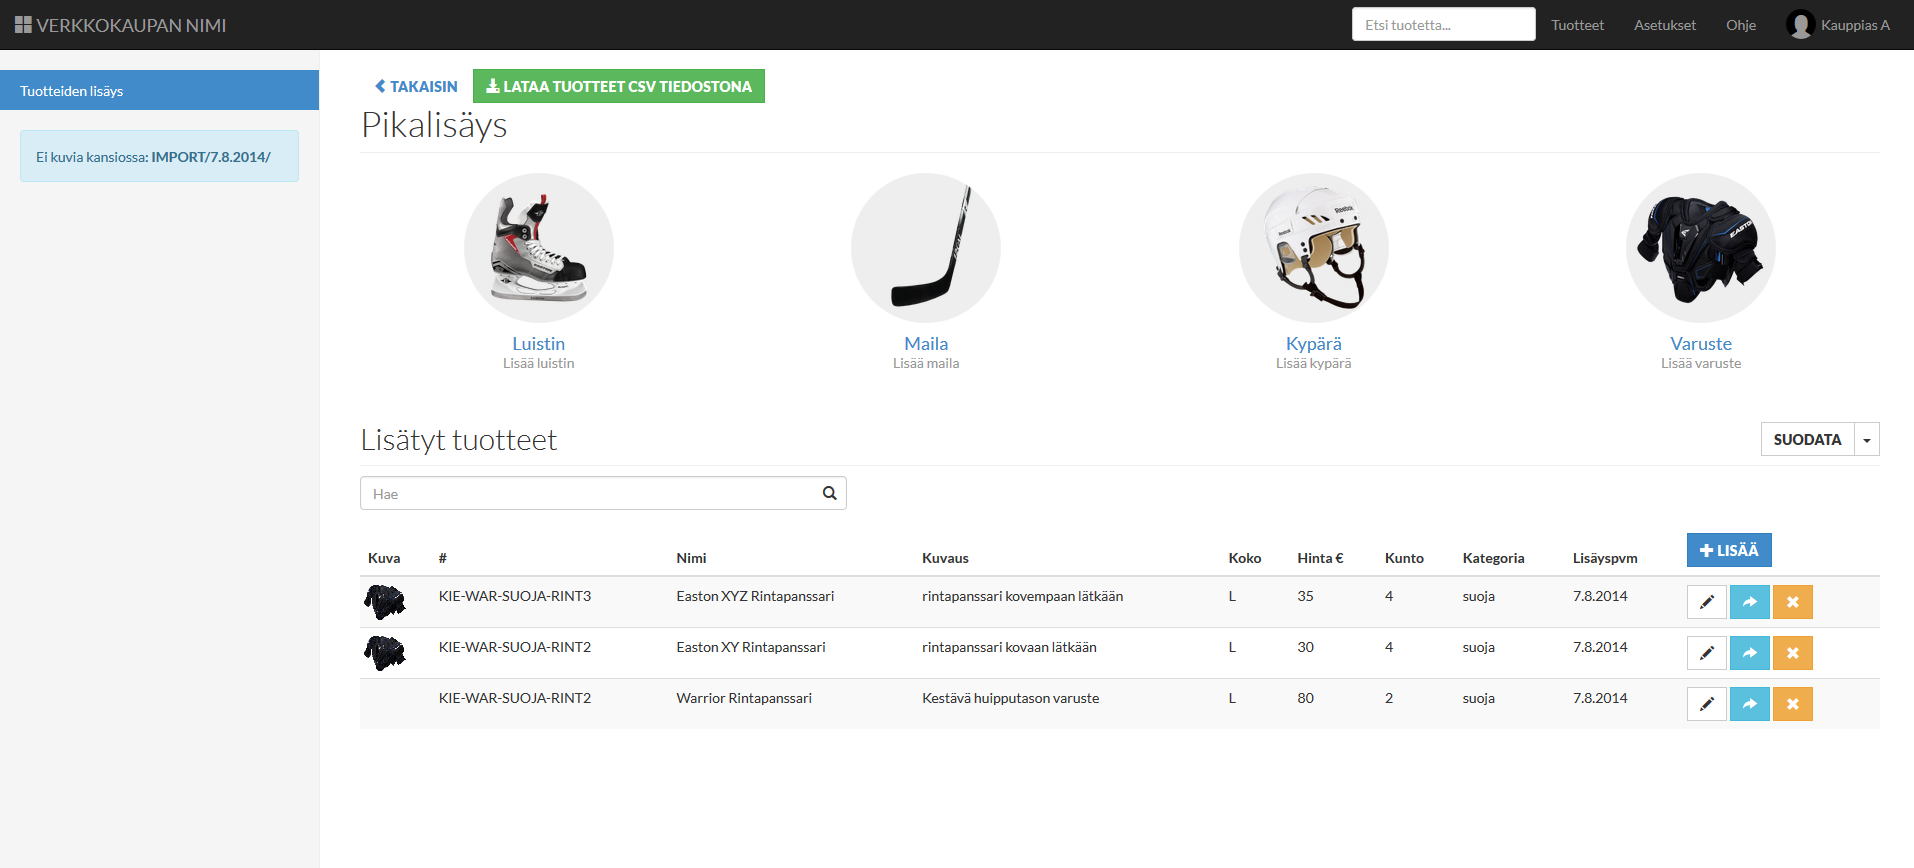 VERKKOKAUPAN NIMI
Etsi tuotetta...
Tuotteet
Asetukset
Ohje
Kauppias A
Tuotteiden lisäys
Ei kuvia kansiossa: IMPORT/7.8.2014/
TAKAISIN
LATAA TUOTTEET CSV TIEDOSTONA
Pikalisäys
Reebok
EASTON
Luistin
Lisää luistin
Maila
Lisää maila
Kypärä
Lisää kypärä
Varuste
Lisää varuste
Lisätyt tuotteet
SUODATA
Hae
Kuva # Nimi Kuvaus Koko Hinta € Kunto Kategoria Lisäyspvm LISÄÄ
KIE-WAR-SUOJA-RINT3 Easton XYZ Rintapanssari rintapanssari kovempaan lätkään L 35 4 suoja 7.8.2014
KIE-WAR-SUOJA-RINT2 Easton XY Rintapanssari rintapanssari kovaan lätkään L 30 4 suoja 7.8.2014
KIE-WAR-SUOJA-RINT2 Warrior Rintapanssari Kestävä huipputason varuste L 80 2 suoja 7.8.2014